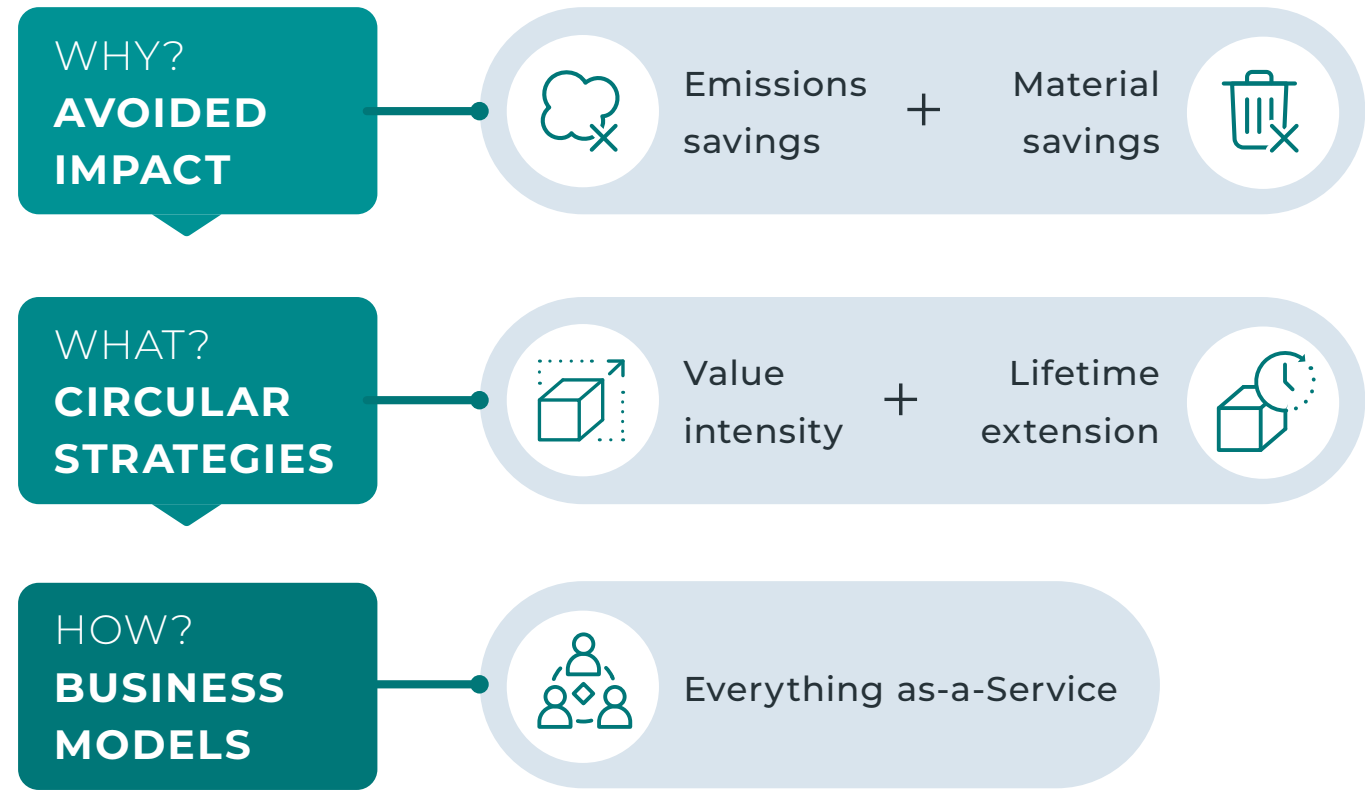 WHY?
AVOIDED
IMPACT
Emissions
savings
+
Material
savings
WHAT?
CIRCULAR
STRATEGIES
Value
intensity
+
Lifetime
extension
HOW?
BUSINESS
MODELS
Everything as-a-Service